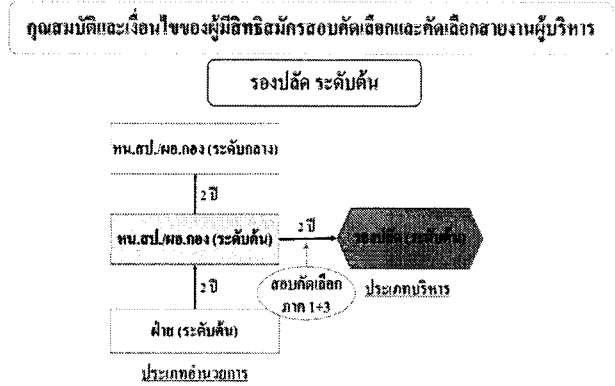 คุณสมบัติและเงื่อนไขของผู้มีสิทธิสมัครสอบคัดเลือกและคัดเลือกสายงานผู้บริหาร
รองปลัด ระดับต้น
หน.สป./ผอ.กอง (ระดับกลาง)
2 ปี
หน.สป./ผอ.กอง (ระดับต้น)
2 ปี
รองปลัด (ระดับต้น)
2 ปี
สอบคัดเลือก
ภาค 1+3
ประเภทบริหาร
ฝ่าย (ระดับต้น)
ประเภทอำนวยการ